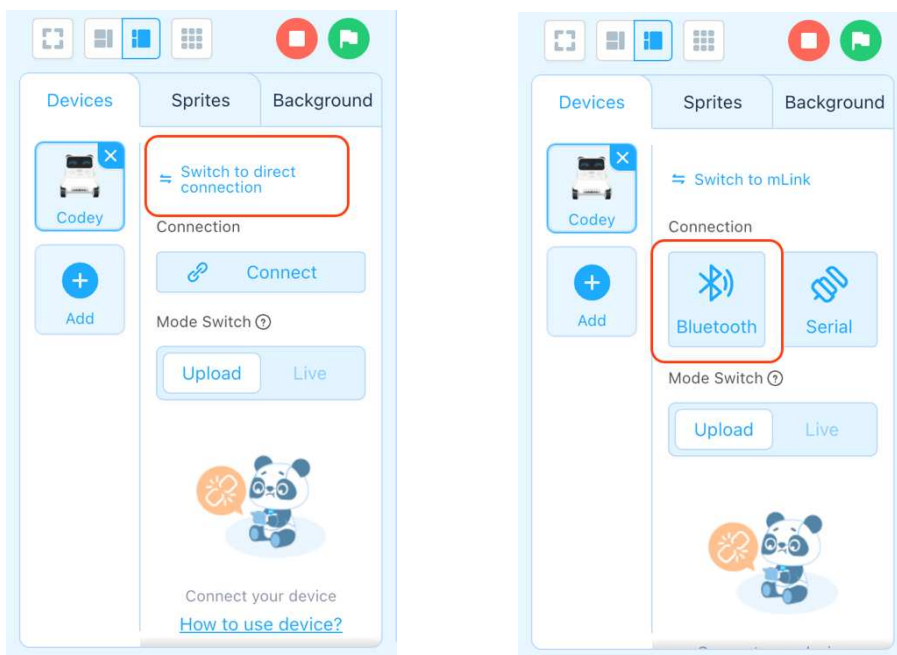 Devices
Sprites
Background
Switch to direct
connection
Codey
Connection
Connect
Add
Mode Switch
Upload
Live
Connect your device
How to use device?
Devices
Sprites
Background
Switch to mLink
Codey
Connection
Bluetooth
Serial
Add
Mode Switch
Upload
Live